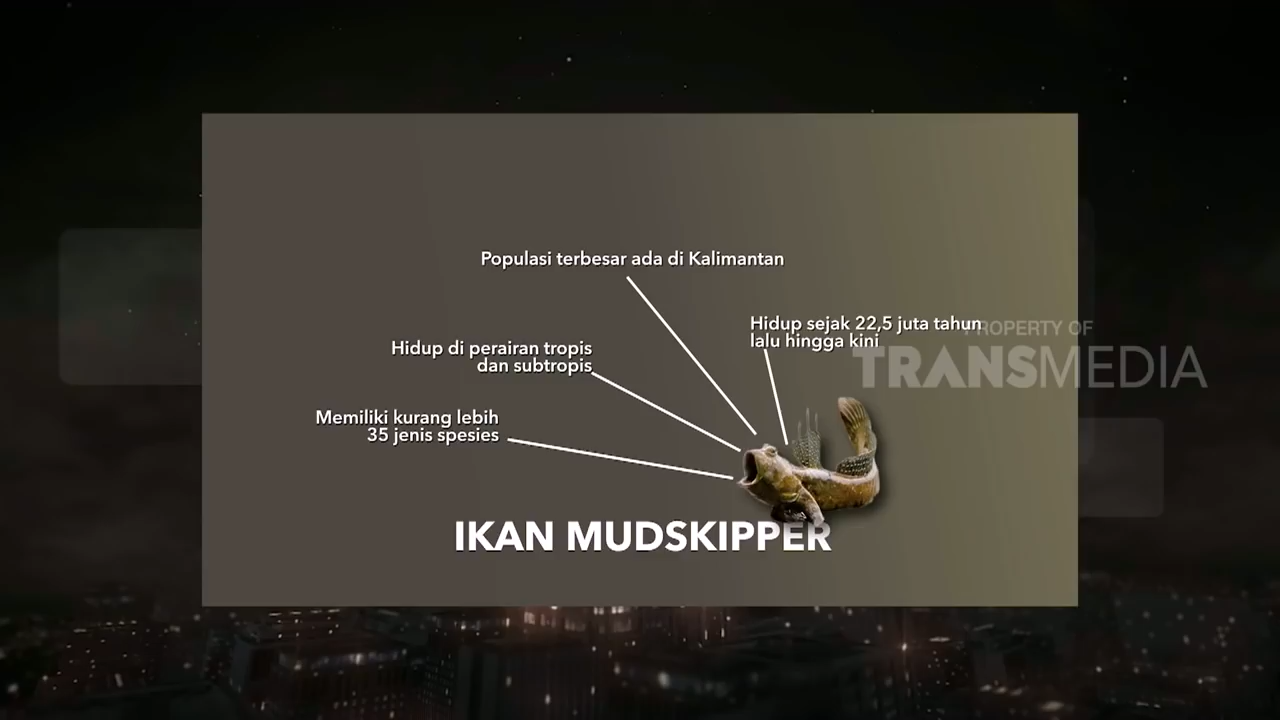 Populasi terbesar ada di Kalimantan
Hidup sejak 22,5 juta tahun
lalu hingga kini
PROPERTY OF
TRANSMEDIA
Hidup di perairan tropis
dan subtropis
Memiliki kurang lebih
35 jenis spesies
IKAN MUDSKIPPER